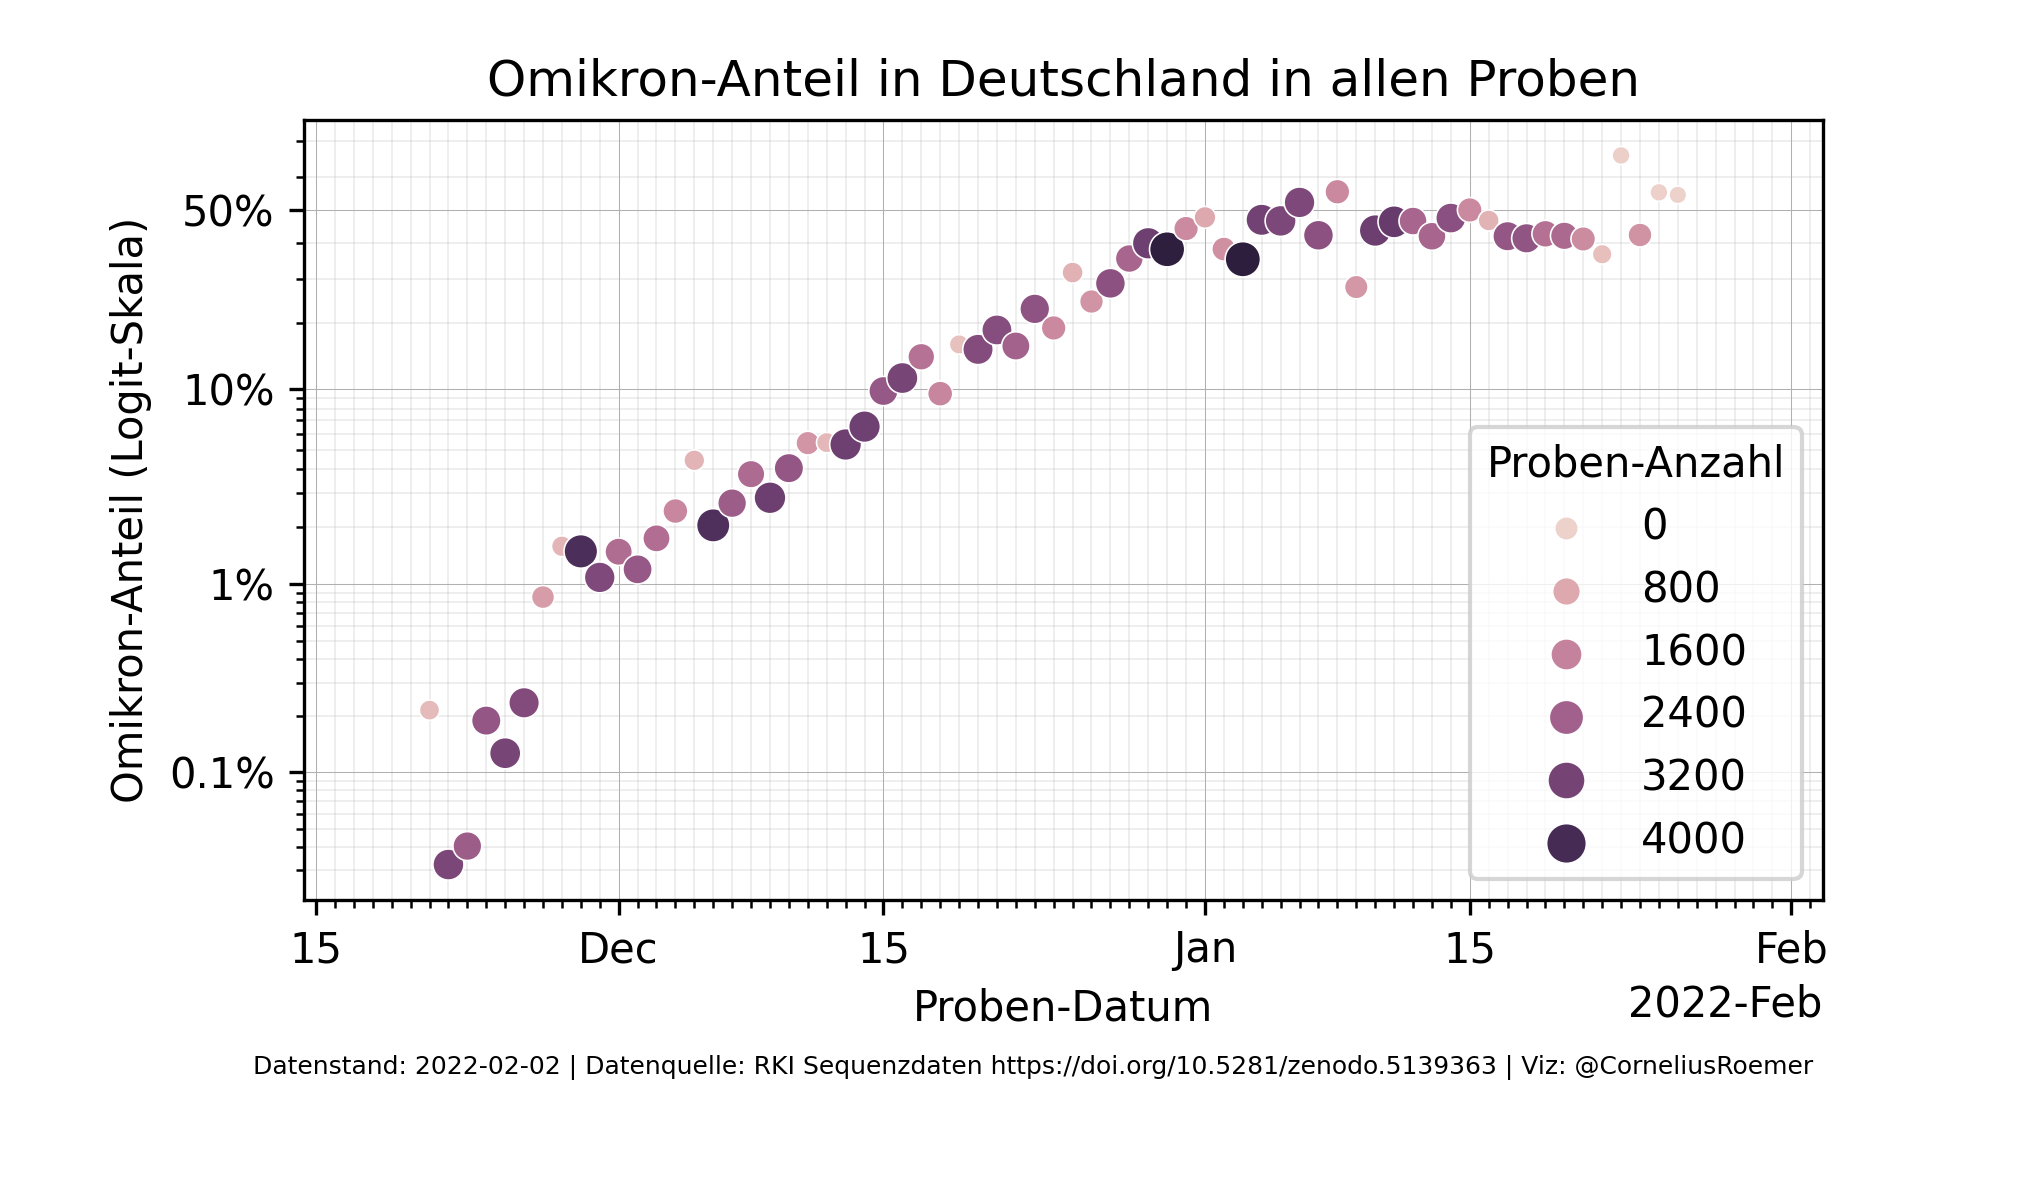 Omikron-Anteil in Deutschland in allen Proben
Omikron-Anteil (Logit-Skala)
50%
10%
1%
0.1%
Proben-Anzahl
0
800
1600
2400
3200
4000
15
Dec
15
Jan
15
Feb
Proben-Datum
2022-Feb
Datenstand: 2022-02-02 | Datenquelle: RKI Sequenzdaten https://doi.org/10.5281/zenodo.5139363 | Viz: @CorneliusRoemer